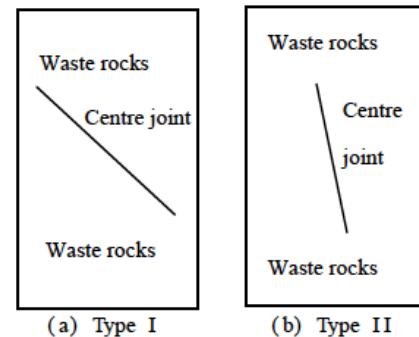 Waste rocks
Centre joint
Waste rocks
(a) Type I
Waste rocks
Centre
joint
Waste rocks
(b) Type II